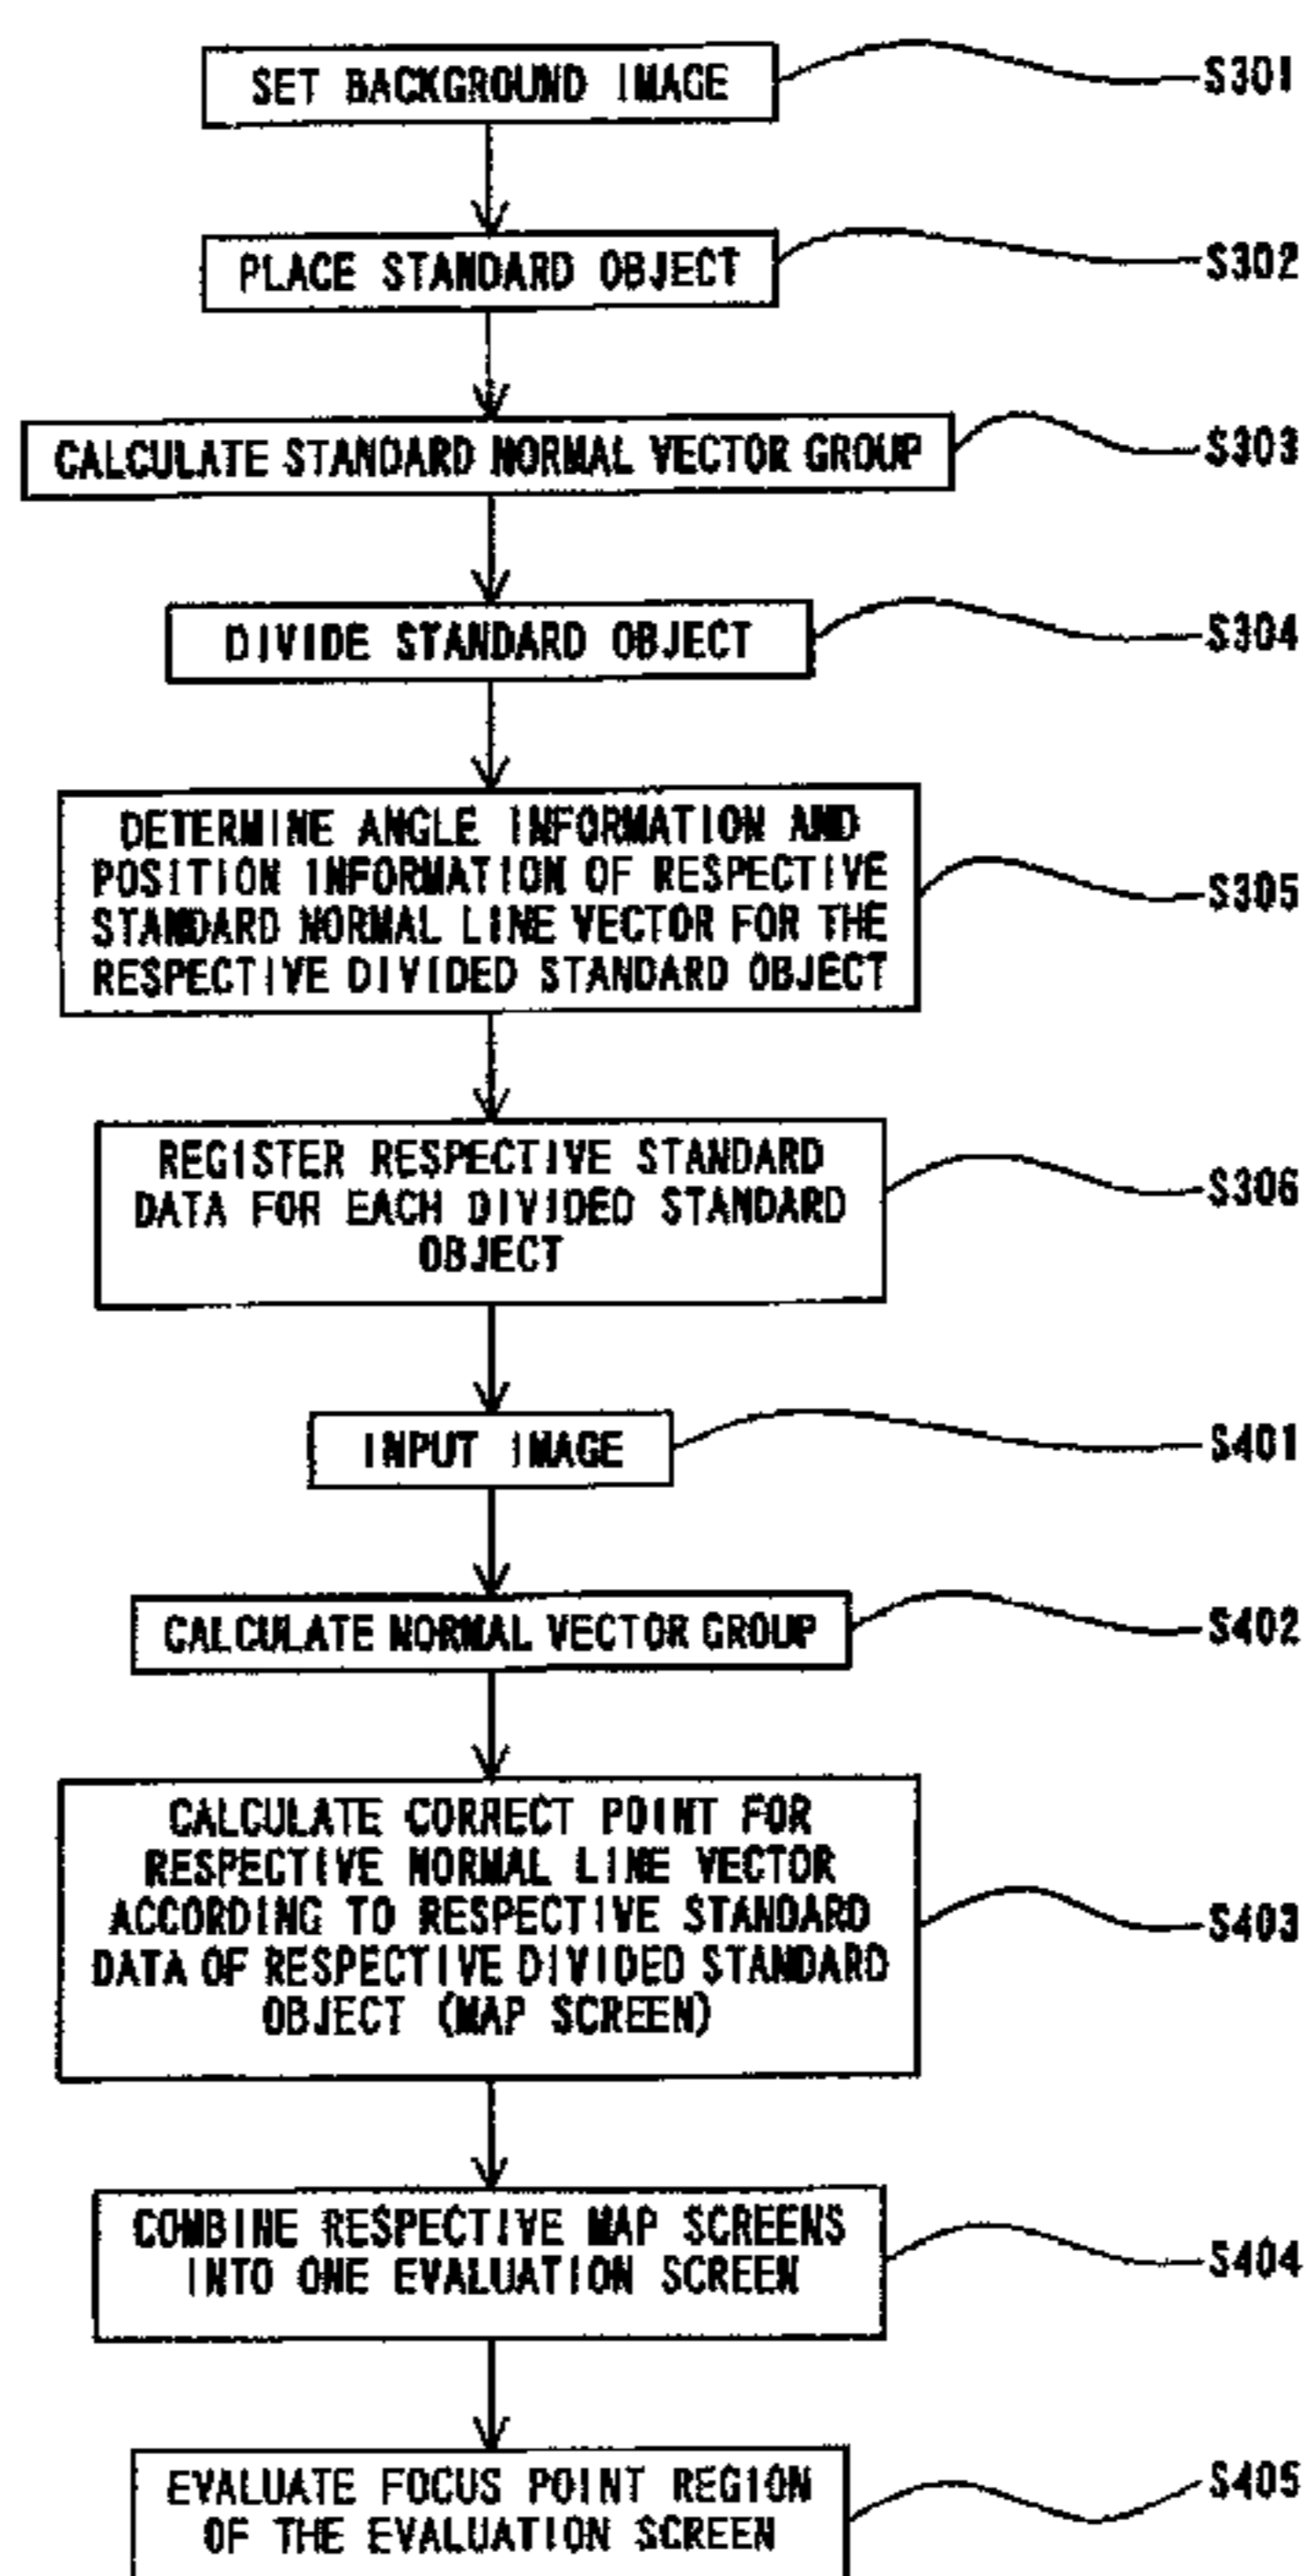 SET BACKGROUND IMAGE
S301
PLACE STANDARD OBJECT
S302
CALCULATE STANDARD NORMAL VECTOR GROUP
S303
DIVIDE STANDARD OBJECT
S304
DETERMINE ANGLE INFORMATION AND
POSITION INFORMATION OF RESPECTIVE
STANDARD NORMAL LINE VECTOR FOR THE
RESPECTIVE DIVIDED STANDARD OBJECT
S305
REGISTER RESPECTIVE STANDARD
DATA FOR EACH DIVIDED STANDARD
OBJECT
S306
INPUT IMAGE
S401
CALCULATE NORMAL VECTOR GROUP
S402
CALCULATE CORRECT POINT FOR
RESPECTIVE NORMAL LINE VECTOR
ACCORDING TO RESPECTIVE STANDARD
DATA OF RESPECTIVE DIVIDED STANDARD
OBJECT (MAP SCREEN)
S403
COMBINE RESPECTIVE MAP SCREENS
INTO ONE EVALUATION SCREEN
S404
EVALUATE FOCUS POINT REGION
OF THE EVALUATION SCREEN
S405